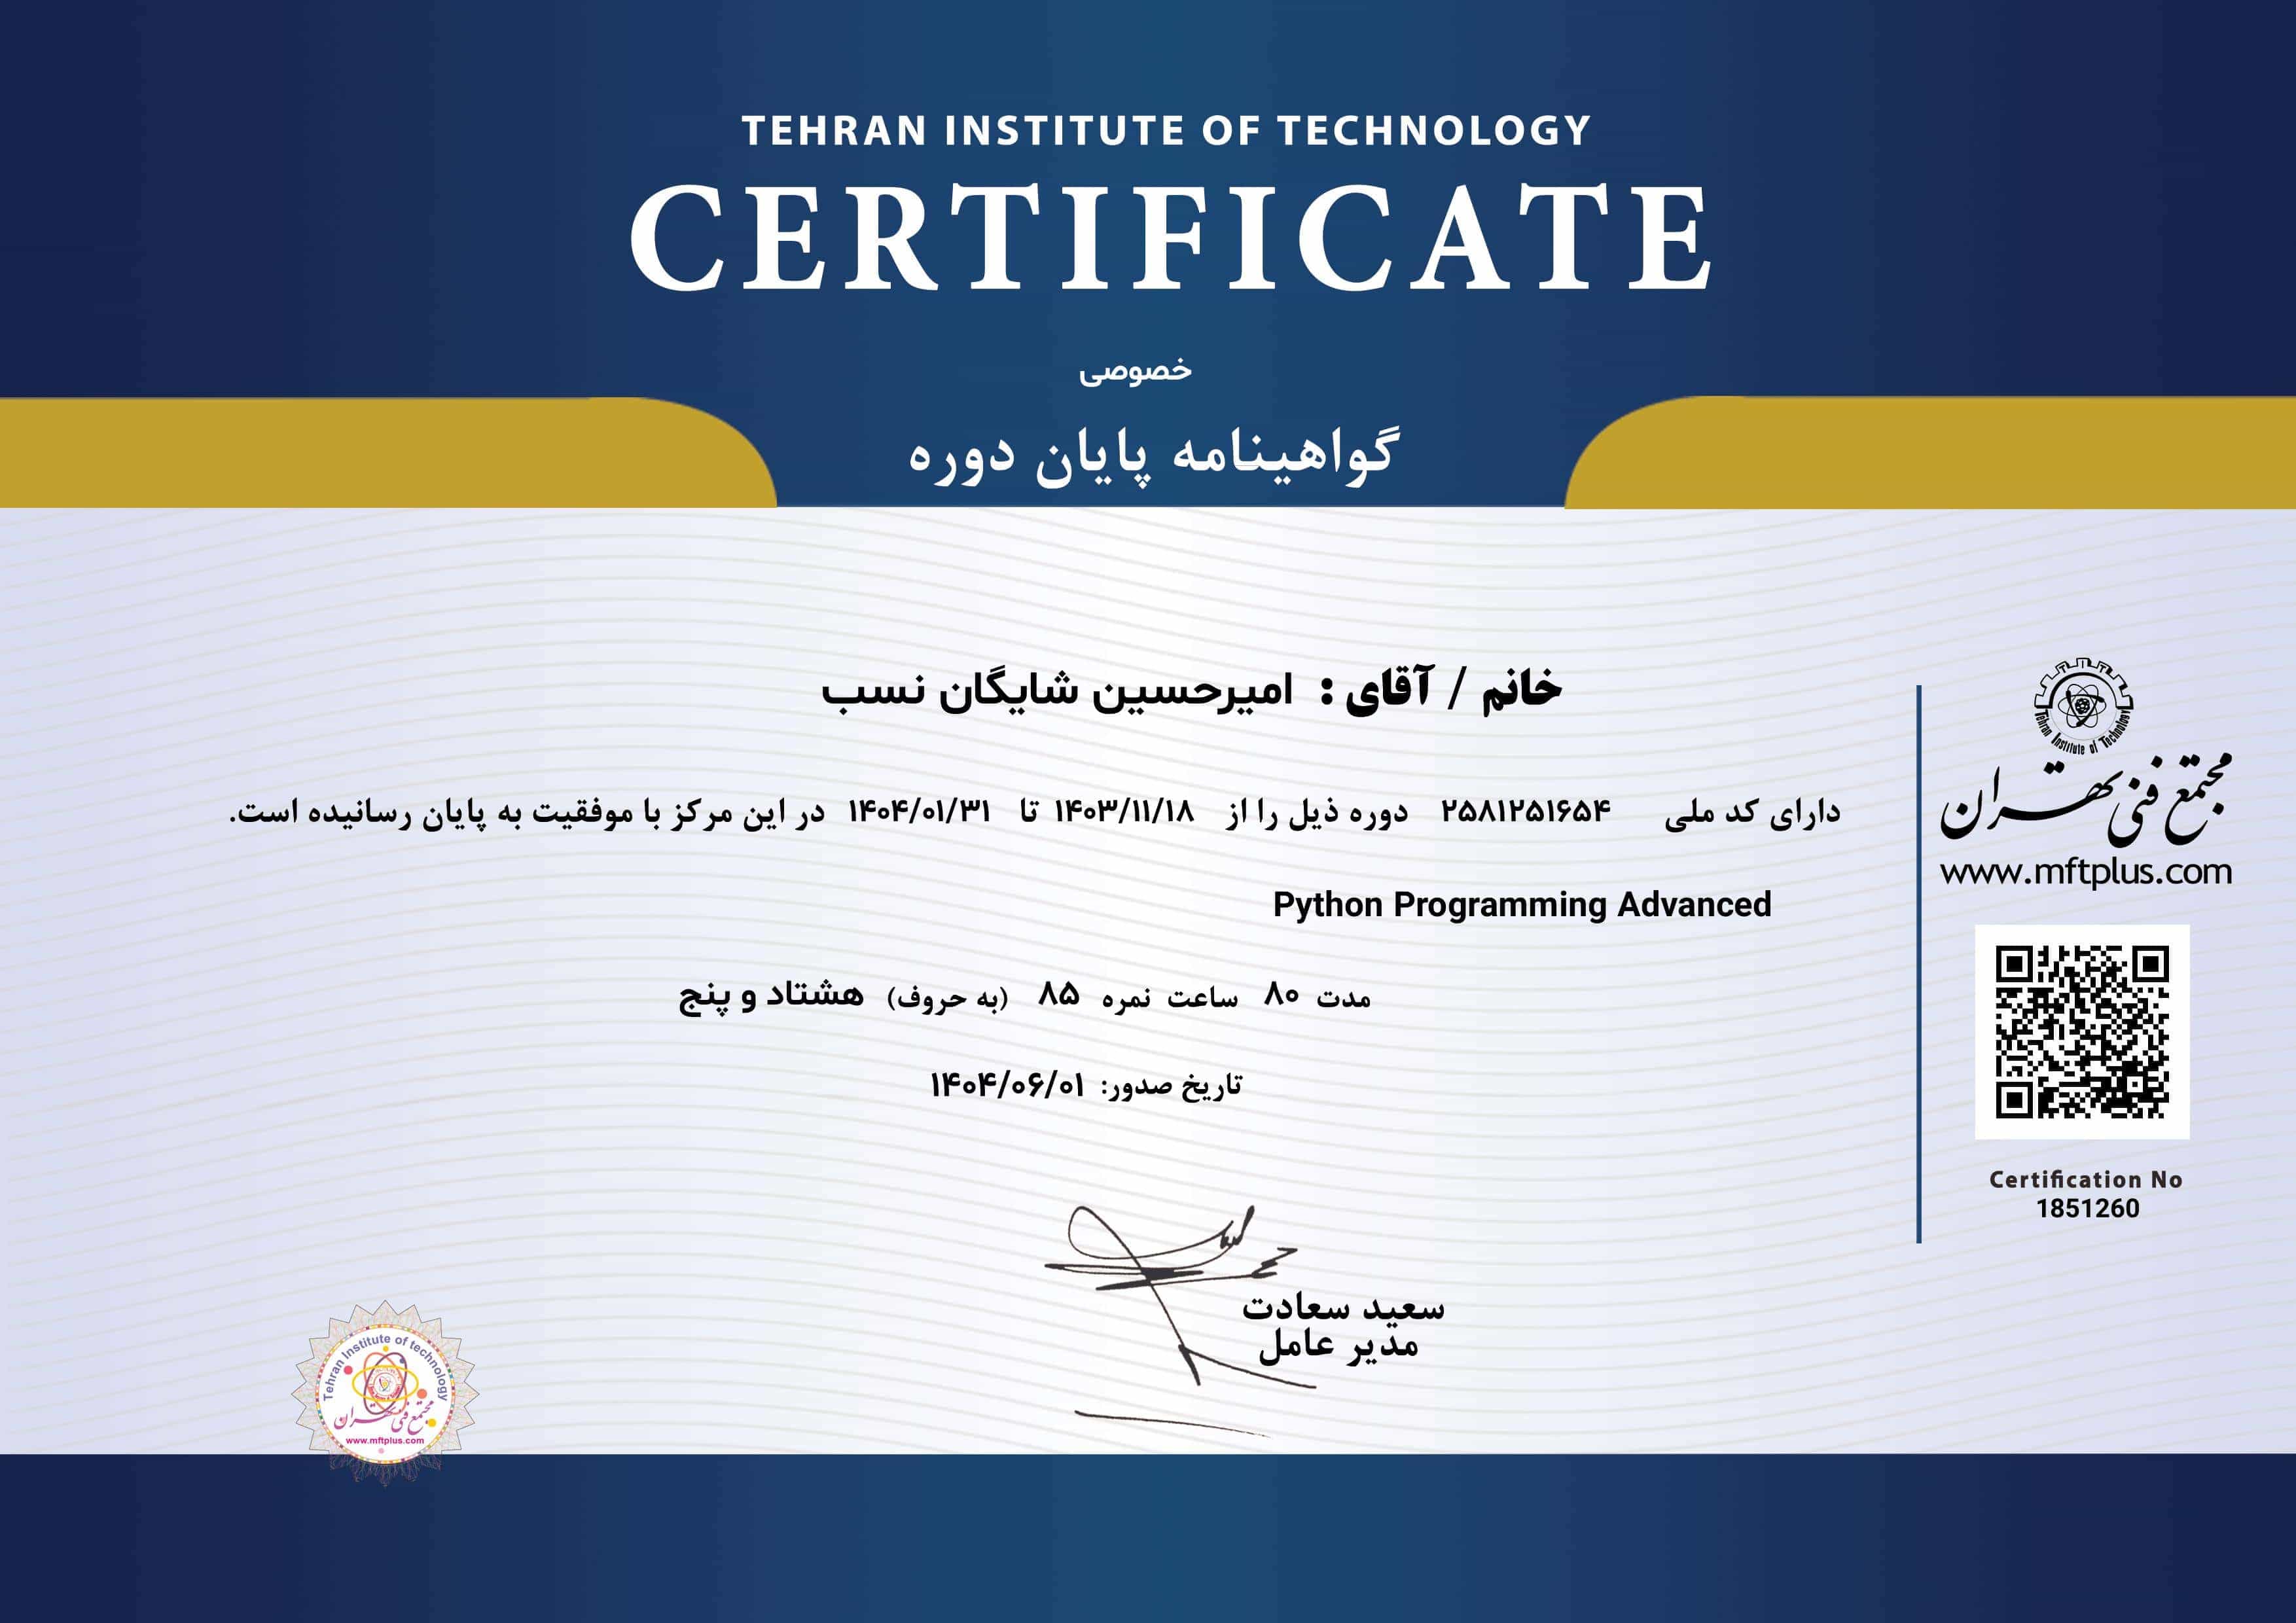 TEHRAN INSTITUTE OF TECHNOLOGY
CERTIFICATE
خصوصی
گواهینامه پایان دوره
خانم / آقای : امیرحسین شایگان نسب
دارای کد ملی ۲۵۸۱۲۵۱۶۵۴ دوره ذیل را از ۱۴۰۳/۱۱/۱۸ تا ۱۴۰۴/۰۱/۳۱ در این مرکز با موفقیت به پایان رسانیده است.
Python Programming Advanced
مدت ۸۰ ساعت نمره ۸۵ (به حروف) هشتاد و پنج
تاریخ صدور: ۱۴۰۴/۰۶/۰۱
سعید سعادت
مدیر عامل
Tehran Institute of Technology
مجتمع فنی تهران
www.mftplus.com
Certification No
1851260
Tehran Institute of technology
مجتمع فنی تهران
www.mftplus.com